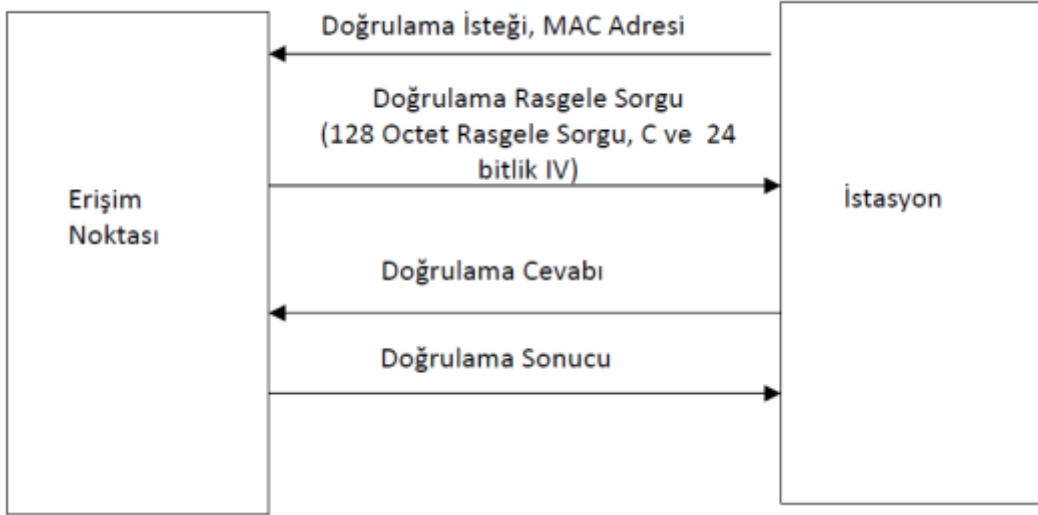 Doğrulama İsteği, MAC Adresi
Doğrulama Rasgele Sorgu
(128 Octet Rasgele Sorgu, C ve 24
bitlik IV)
Erişim
Noktası
İstasyon
Doğrulama Cevabı
Doğrulama Sonucu